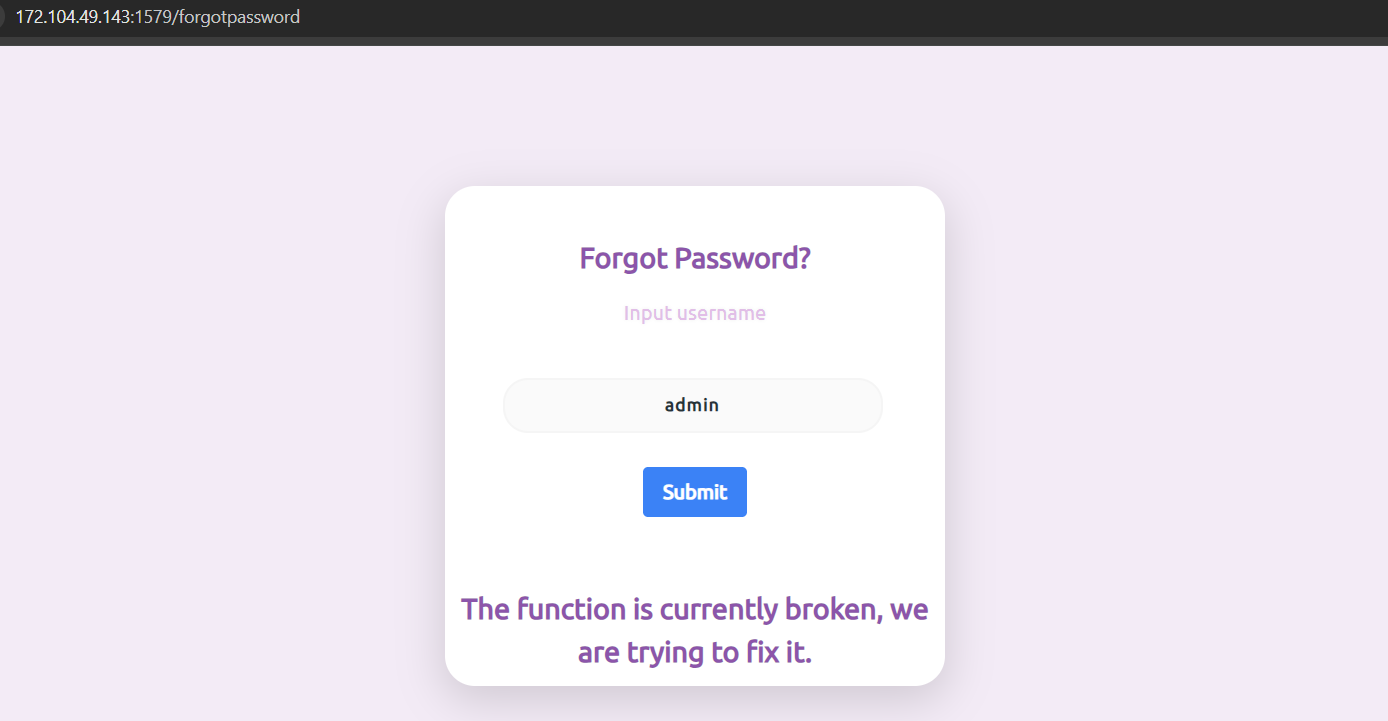 172.104.49.143:1579/forgotpassword
Forgot Password?
Input username
admin
Submit
The function is currently broken, we
are trying to fix it.